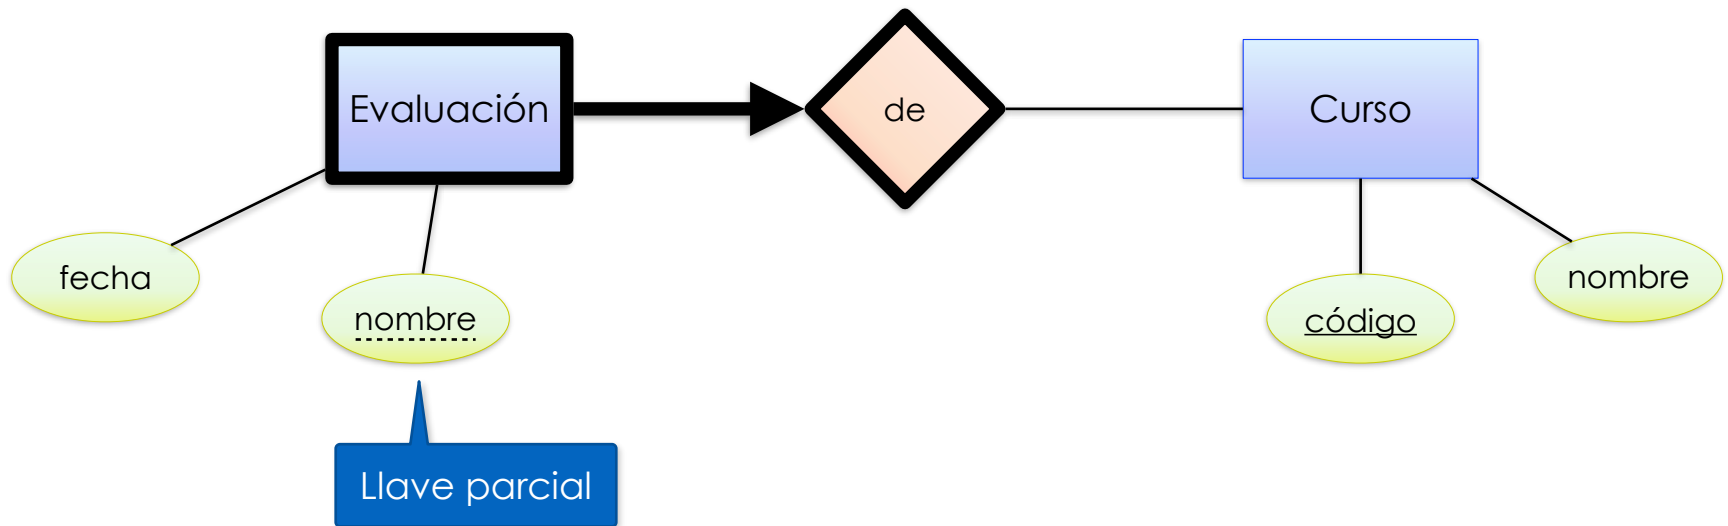 Evaluación
de
Curso
fecha
nombre
código
nombre
Llave parcial